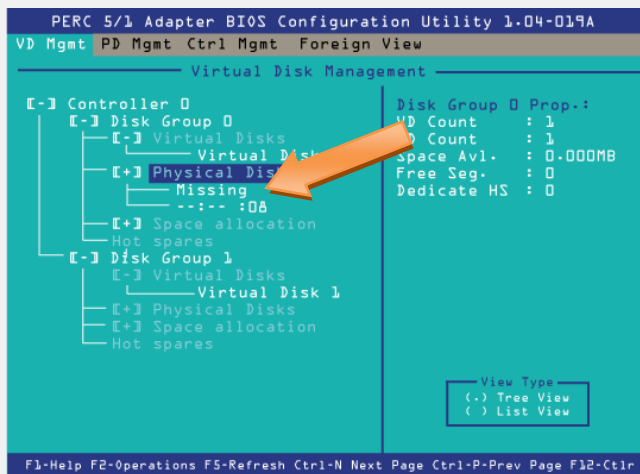 PERC 5/1 Adapter BIOS Configuration Utility 1.04-019A
VD Mgmt PD Mgmt Ctrl Mgmt Foreign View
Virtual Disk Management
[-] Controller 0
[-] Disk Group 0
[-] Virtual Disks
Virtual
[+] Physical
Missing
--:-- :08
[+] Space allocation
Hot spares
[-] Disk Group 1
[-] Virtual Disks
Virtual Disk 1
[+] Physical Disks
[+] Space allocation
Hot spares
Disk Group 0 Prop.:
VD Count : 1
Count : 1
Space Avl. : 0.000MB
Free Seg. : 0
Dedicate HS : 0
View Type
(.) Tree View
( ) List View
F1-Help F2-Operations F5-Refresh Ctrl-N Next Page Ctrl-P-Prev Page F12-Ctlr